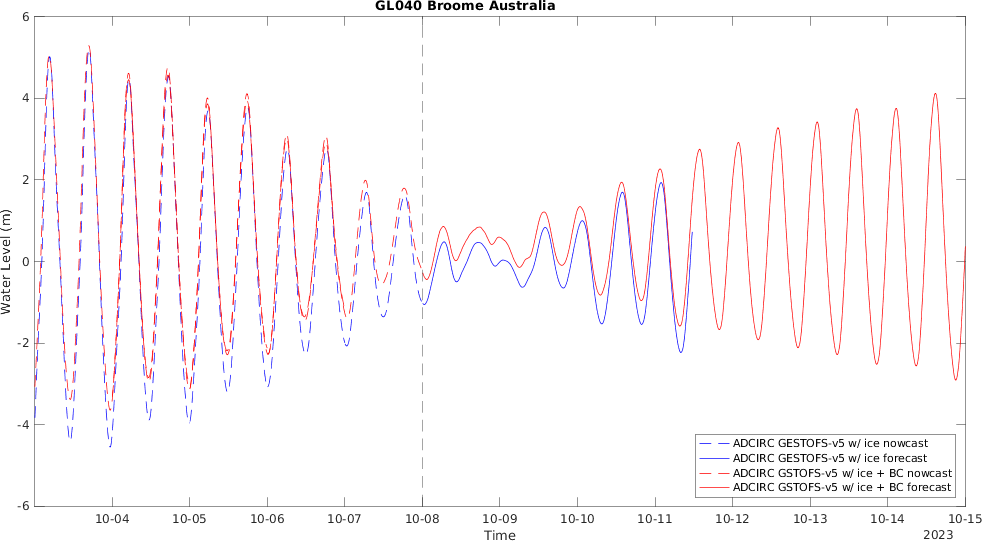 GL040 Broome Australia
6
4
2
0
-2
-4
-6
Water Level (m)
ADCIRC GESTOFS-v5 w/ ice nowcast
ADCIRC GESTOFS-v5 w/ ice forecast
ADCIRC GSTOFS-v5 w/ ice + BC nowcast
ADCIRC GSTOFS-v5 w/ ice + BC forecast
10-04 10-05 10-06 10-07 10-08 10-09 10-10 10-11 10-12 10-13 10-14 10-15
Time
2023